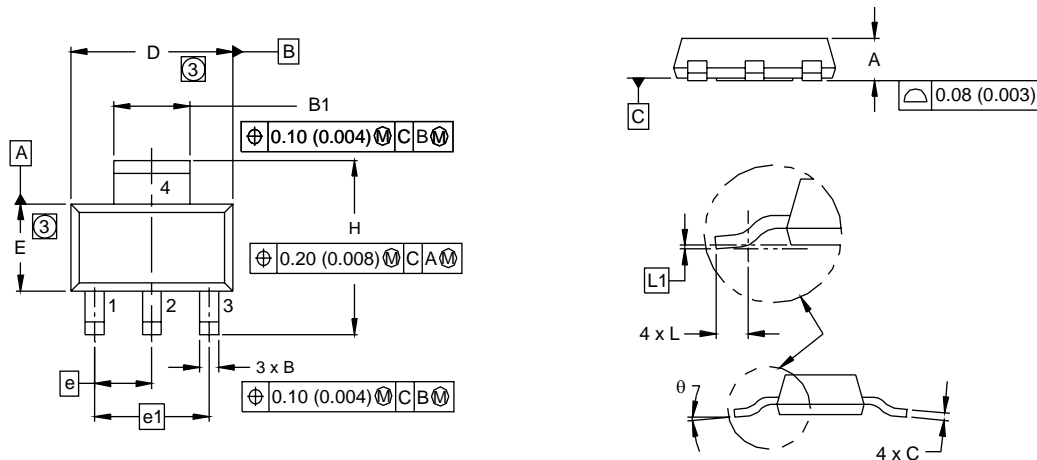 D
B
3
B1
⌖ 0.10 (0.004) Ⓜ C B Ⓜ
A
4
3
E
H
⌖ 0.20 (0.008) Ⓜ C A Ⓜ
1 2 3
3 x B
e
e1
⌖ 0.10 (0.004) Ⓜ C B Ⓜ
A
C
⌓ 0.08 (0.003)
L1
4 x L
θ
4 x C